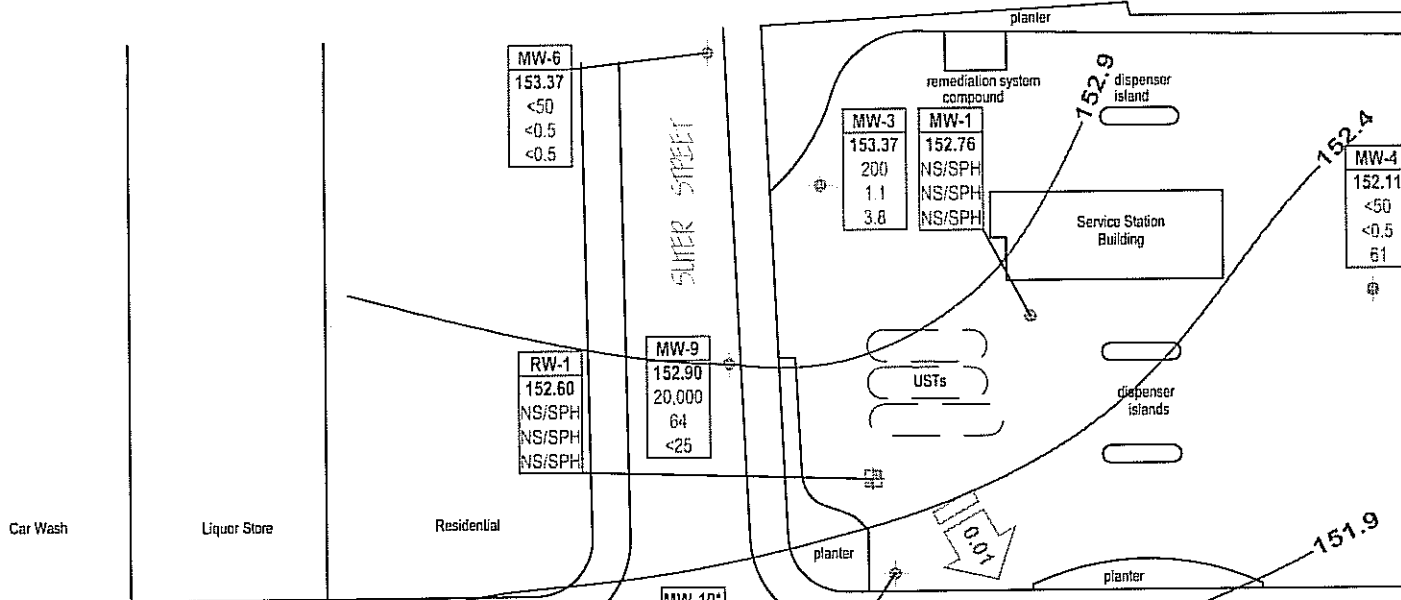 planter
MW-6
153.37
<50
<0.5
<0.5
SUTER STREET
remediation system
compound
152.9
dispenser
island
MW-3
153.37
200
1.1
3.8
MW-1
152.76
NS/SPH
NS/SPH
NS/SPH
152.4
MW-4
152.11
<50
<0.5
61
Service Station
Building
RW-1
152.60
NS/SPH
NS/SPH
NS/SPH
MW-9
152.90
20,000
64
<25
USTs
dispenser
islands
Car Wash
Liquor Store
Residential
planter
0.01
151.9
planter
MW-10*